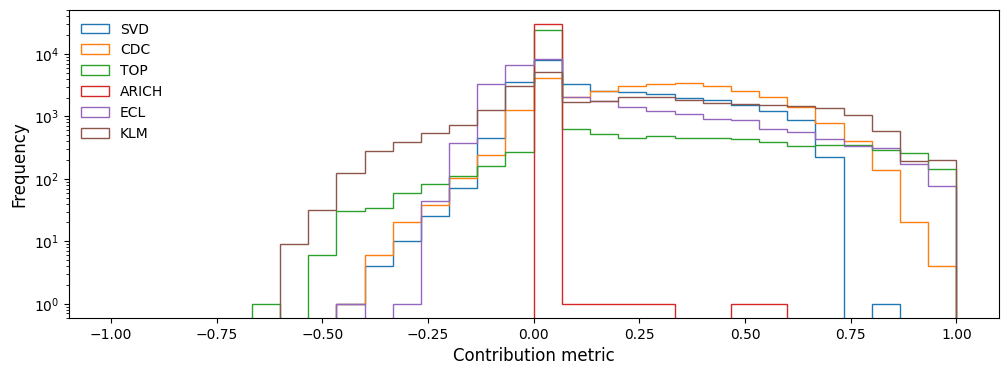 SVD
CDC
TOP
ARICH
ECL
KLM
Frequency
10⁴
10³
10²
10¹
10⁰
−1.00 −0.75 −0.50 −0.25 0.00 0.25 0.50 0.75 1.00
Contribution metric